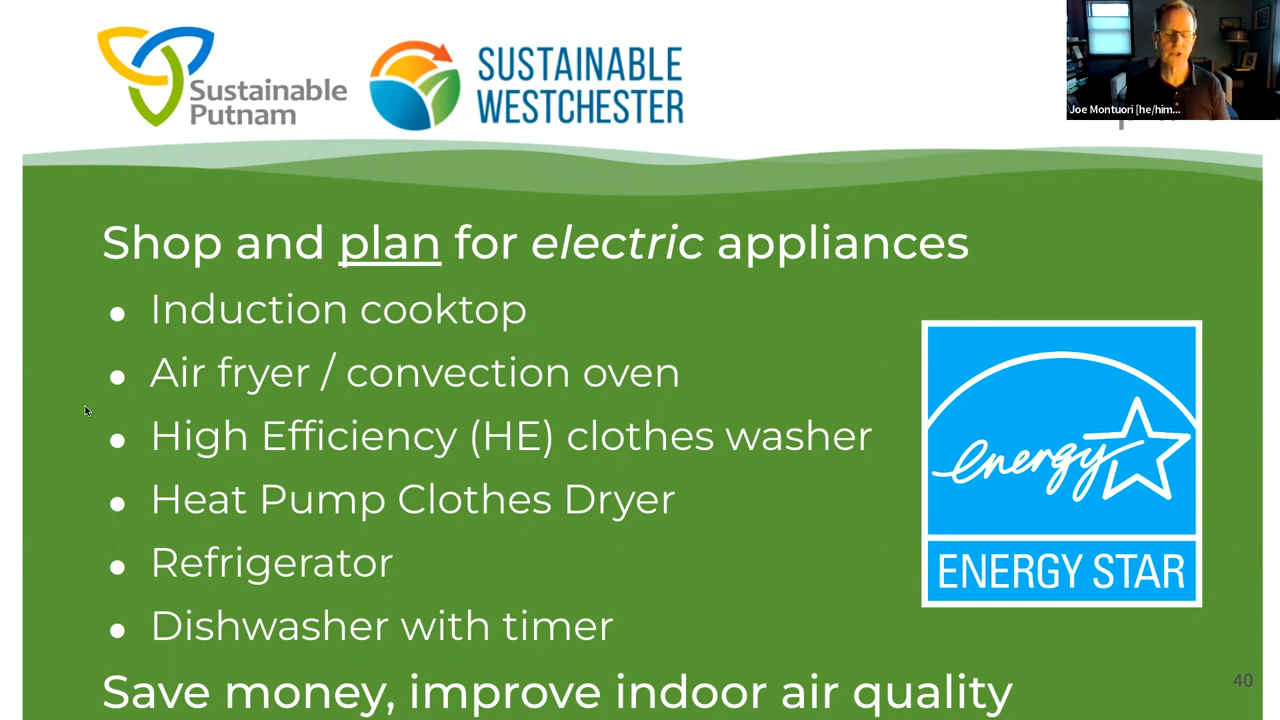 Sustainable
Putnam
SUSTAINABLE
WESTCHESTER
Joe Montuori [he/him...
Shop and plan for electric appliances
● Induction cooktop
● Air fryer / convection oven
● High Efficiency (HE) clothes washer
● Heat Pump Clothes Dryer
● Refrigerator
● Dishwasher with timer
energy
ENERGY STAR
Save money, improve indoor air quality
40